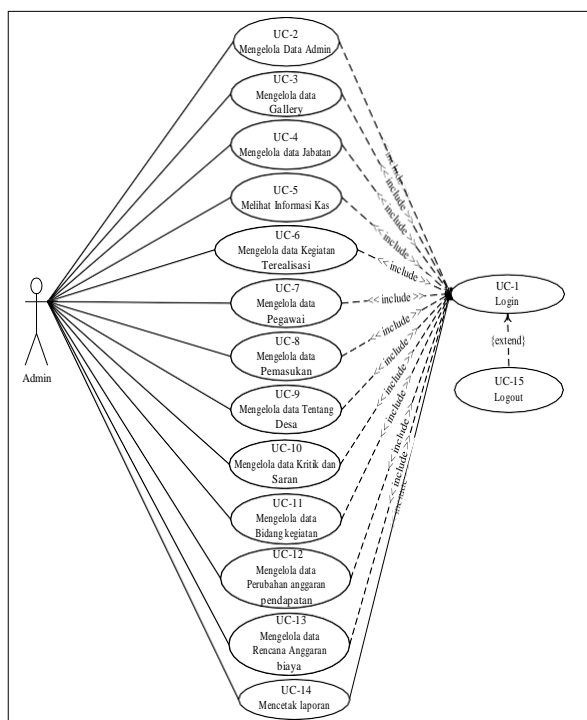 UC-2
Mengelola Data Admin
UC-3
Mengelola data
Gallery
UC-4
Mengelola data Jabatan
UC-5
Melihat Informasi Kas
UC-6
Mengelola data Kegiatan
Terealisasi
UC-7
Mengelola data
Pegawai
UC-8
Mengelola data
Pemasukan
UC-9
Mengelola data Tentang
Desa
UC-10
Mengelola data Kritik dan
Saran
UC-11
Mengelola data
Bidang kegiatan
UC-12
Mengelola data
Perubahan anggaran
pendapatan
UC-13
Mengelola data
Rencana Anggaran
biaya
UC-14
Mencetak laporan
Admin
include
<< include >>
<< include >>
<< include >>
<< include >>
<< include >>
<< include >>
<< include >>
<< include >>
<< include >>
<< include >>
<< include >>
include
UC-1
Login
{extend}
UC-15
Logout